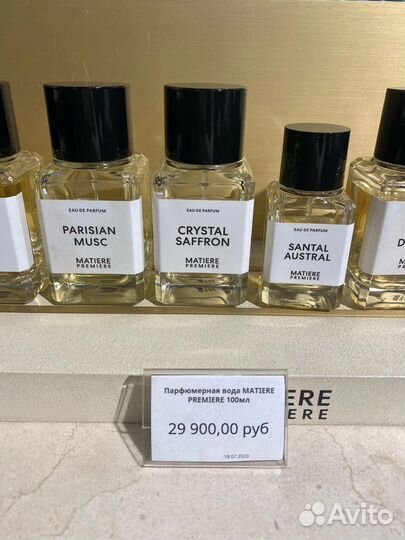 EAU DE PARFUM
PARISIAN
MUSC
MATIERE
PREMIERE
EAU DE PARFUM
CRYSTAL
SAFFRON
MATIERE
PREMIERE
EAU DE PARFUM
SANTAL
AUSTRAL
MATIERE
PREMIERE
D
ERE
MIERE
Парфюмерная вода MATIERE
PREMIERE 100мл
29 900,00 руб
18.07.2023
Avito